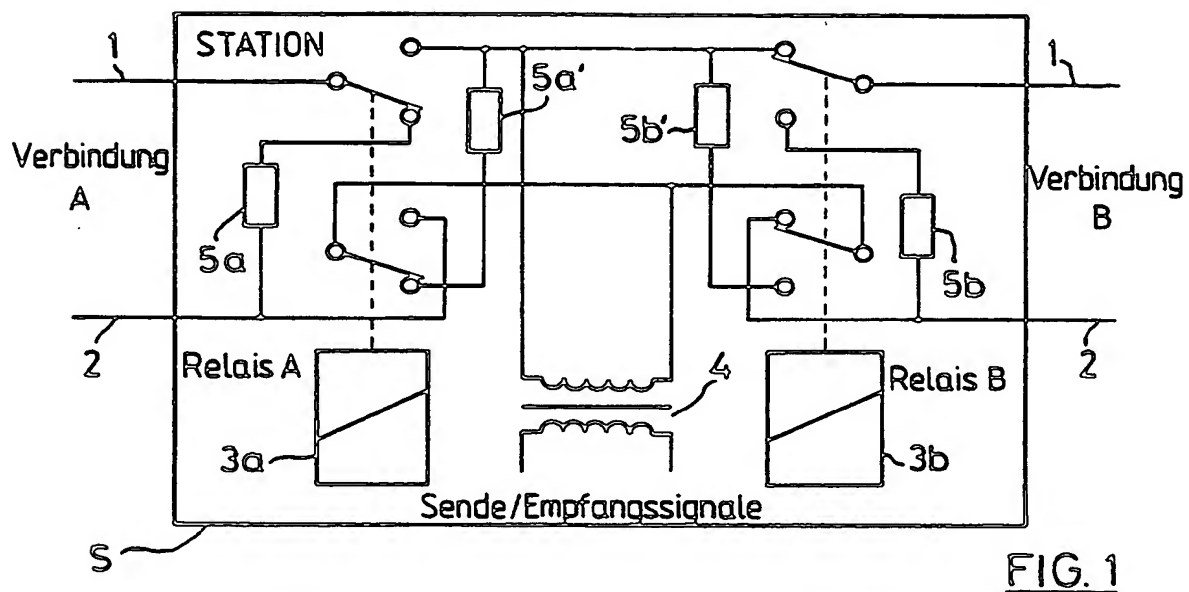 STATION
1
1
5a'
5b'
Verbindung
A
Verbindung
B
5a
5b
2
2
Relais A
4
Relais B
3a
3b
Sende/Empfangssignale
S
FIG. 1